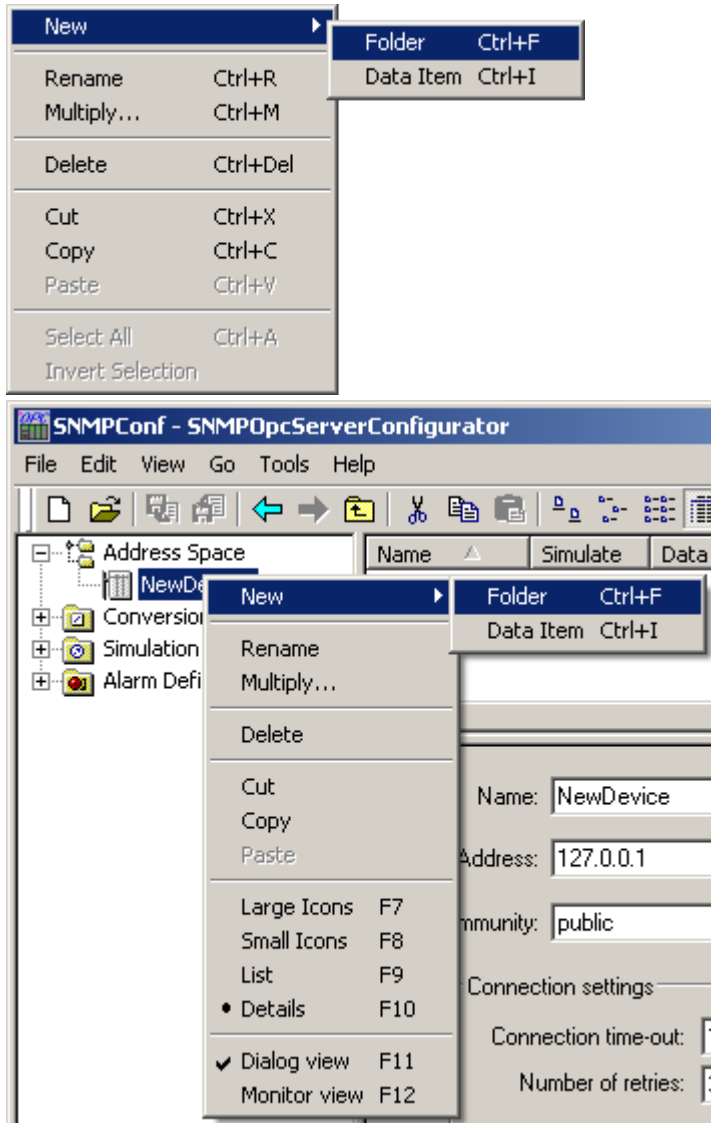 New
Folder Ctrl+F
Rename Ctrl+R
Data Item Ctrl+I
Multiply... Ctrl+M
Delete Ctrl+Del
Cut Ctrl+X
Copy Ctrl+C
Paste Ctrl+V
Select All Ctrl+A
Invert Selection
SNMPConf - SNMPOpcServerConfigurator
File Edit View Go Tools Help
Address Space
Name Simulate Data
NewDe
New
Folder Ctrl+F
Conversio
Data Item Ctrl+I
Simulation
Rename
Alarm Defi
Multiply...
Delete
Cut
Name: NewDevice
Copy
Paste
Address: 127.0.0.1
Large Icons F7
mmunity: public
Small Icons F8
List F9
Connection settings
Details F10
Connection time-out:
Dialog view F11
Number of retries:
Monitor view F12